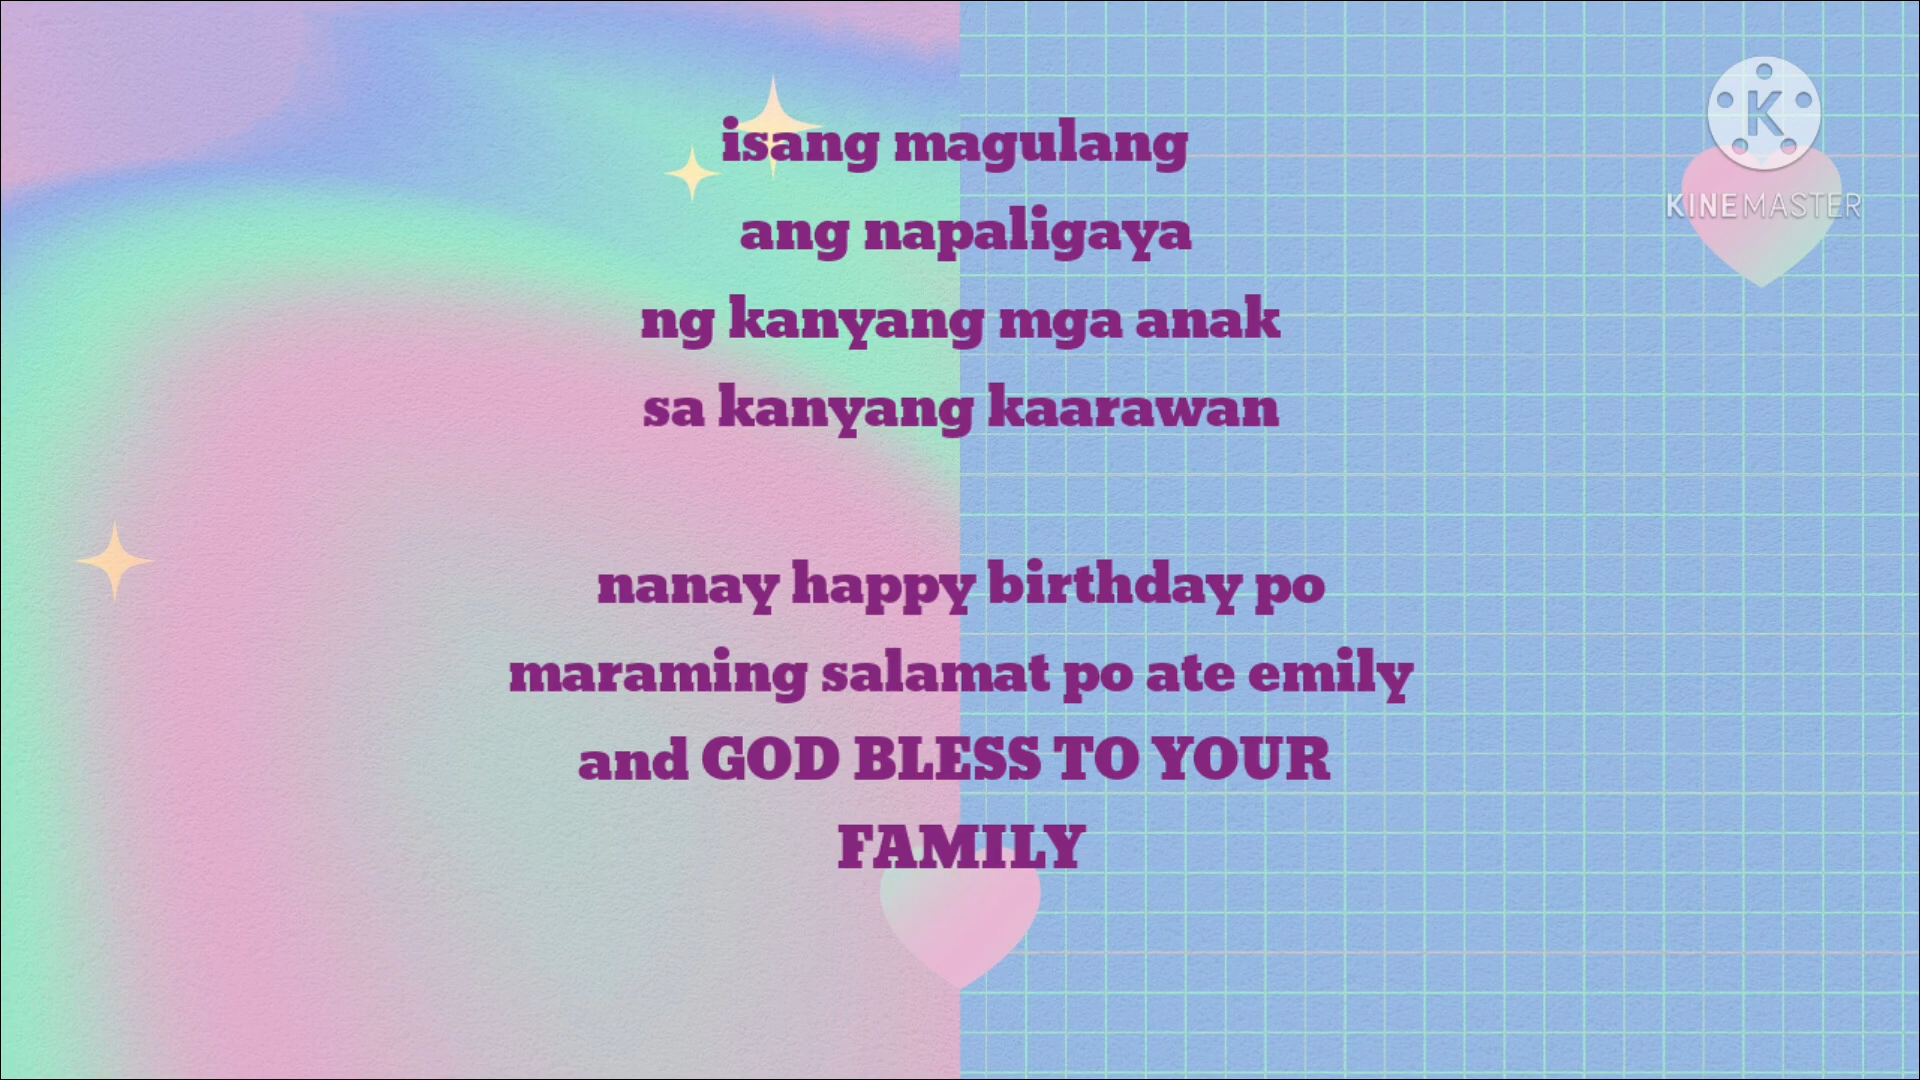 isang magulang
ang napaligaya
ng kanyang mga anak
sa kanyang kaarawan
nanay happy birthday po
maraming salamat po ate emily
and GOD BLESS TO YOUR
FAMILY
K
KINEMASTER